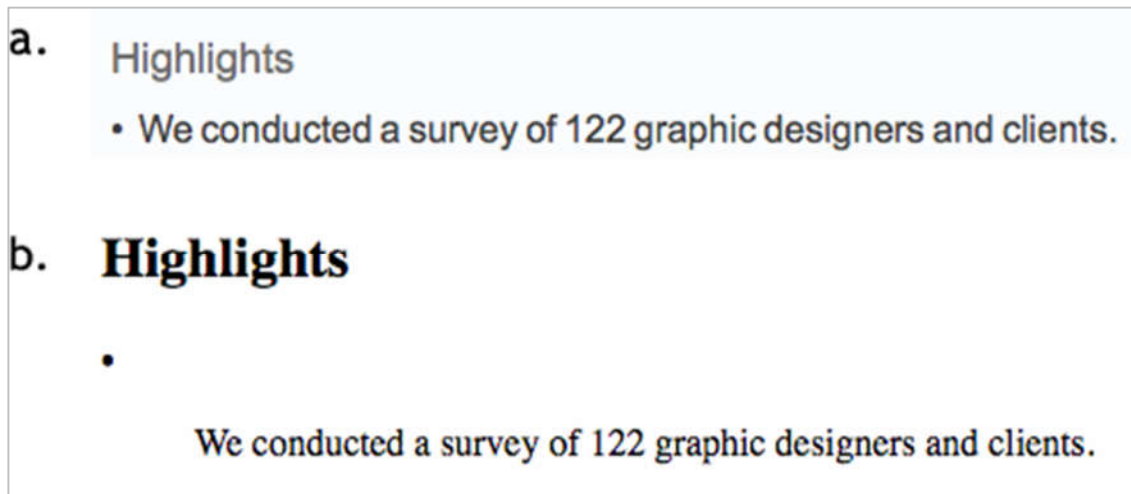 a.
Highlights
• We conducted a survey of 122 graphic designers and clients.
b.
Highlights
•
We conducted a survey of 122 graphic designers and clients.